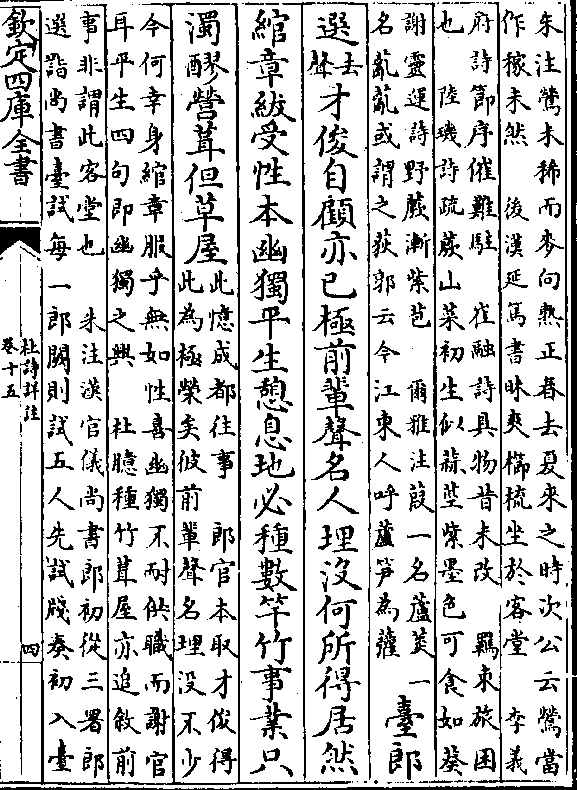 朱注鶯未稀而麥向熟正春去夏來之時次公云鶯當
作稼未然　後漢延篤書昧爽櫛梳坐於客堂　李義
府詩節序催難駐　崔融詩具物昔未改　羈束旅困
也　陸璣詩疏蕨山菜初生似蒜莖紫墨色可食如葵
謝靈運詩野蕨漸紫苞　爾雅注葭一名蘆菼一
名薍薍或謂之荻郭云今江東人呼蘆笋為虇
臺郎
選去聲才俊自顧亦已極前輩聲名人埋沒何所得居然
綰章紱受性本幽獨平生憩息地必種數竿竹事業只
濁醪營葺但草屋
此憶成都往事　郎官本取才俊得
此為極榮矣彼前輩聲名埋没不少
今何幸身綰章服乎無如性喜幽獨不耐供職而謝官
耳平生四句即幽獨之興　杜臆種竹葺屋亦追敘前
事非謂此客堂也　朱注漢官儀尚書郎初從三署郎
選詣尚書臺試每一郎闕則試五人先試牋奏初入臺
欽定四庫全書
杜詩詳註
卷十五
四